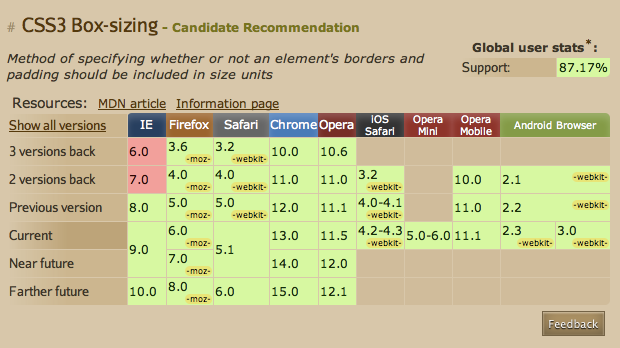 # CSS3 Box-sizing - Candidate Recommendation
Method of specifying whether or not an element's borders and
padding should be included in size units
Global user stats*:
Support: 87.17%
Resources: MDN article Information page
Show all versions IE Firefox Safari Chrome Opera iOS Safari Opera Mini Opera Mobile Android Browser
3 versions back 6.0 3.6 -moz- 3.2 -webkit- 10.0 10.6
2 versions back 7.0 4.0 -moz- 4.0 -webkit- 11.0 11.0 3.2 -webkit- 10.0 2.1 -webkit-
Previous version 8.0 5.0 -moz- 5.0 -webkit- 12.0 11.1 4.0-4.1 -webkit- 11.0 2.2 -webkit-
Current 9.0 6.0 -moz- 5.1 13.0 11.5 4.2-4.3 -webkit- 5.0-6.0 11.1 2.3 -webkit- 3.0 -webkit-
Near future 7.0 -moz- 14.0 12.0
Farther future 10.0 8.0 -moz- 6.0 15.0 12.1
Feedback